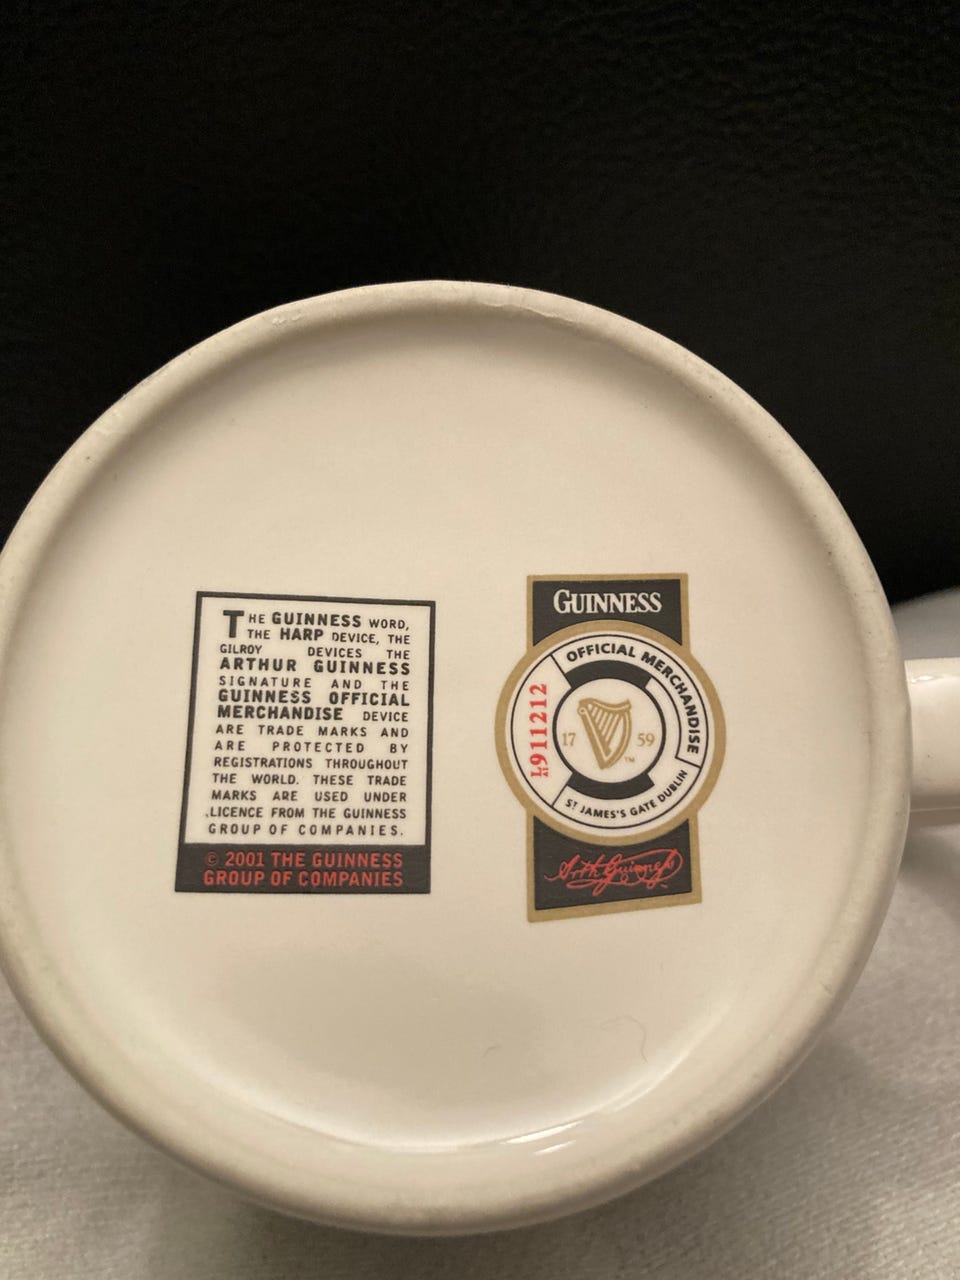 THE GUINNESS WORD,
THE HARP DEVICE, THE
GILROY DEVICES THE
ARTHUR GUINNESS
SIGNATURE AND THE
GUINNESS OFFICIAL
MERCHANDISE DEVICE
ARE TRADE MARKS AND
ARE PROTECTED BY
REGISTRATIONS THROUGHOUT
THE WORLD. THESE TRADE
MARKS ARE USED UNDER
LICENCE FROM THE GUINNESS
GROUP OF COMPANIES.
© 2001 THE GUINNESS
GROUP OF COMPANIES
GUINNESS
OFFICIAL MERCHANDISE
911212
17 59
TM
ST JAMES'S GATE DUBLIN
Arth Guinness